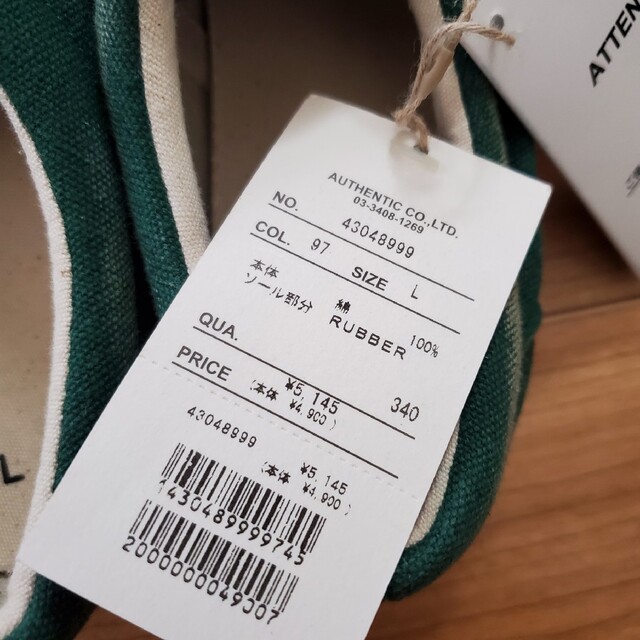 ATTEN
AUTHENTIC CO.,LTD.
03-3408-1269
NO. 43048999
COL. 97 SIZE L
本体 綿 100%
ソール部分 RUBBER
QUA.
PRICE ¥5,145 340
(本体 ¥4,900)
43048999 ¥5,145
(本体 ¥4,900)
1430489999745
2000000049007
L